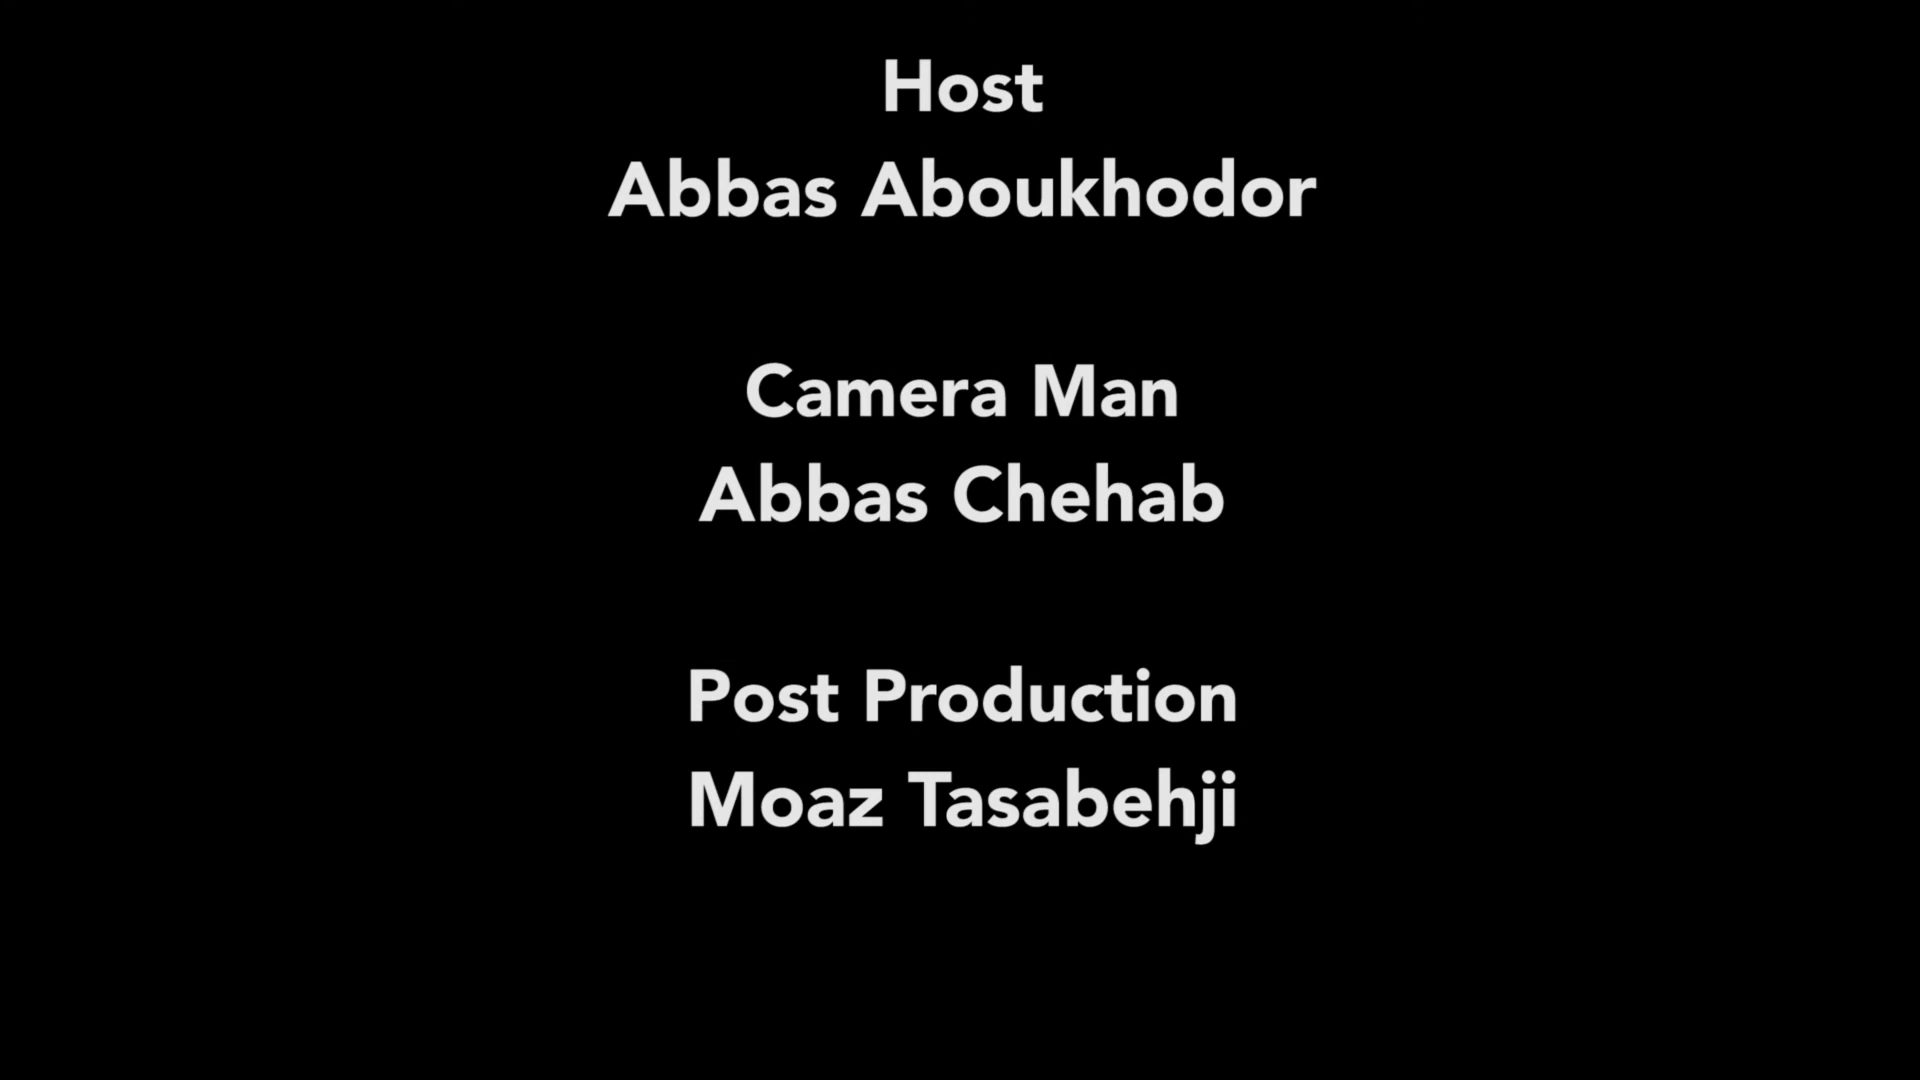 Host
Abbas Aboukhodor
Camera Man
Abbas Chehab
Post Production
Moaz Tasabehji